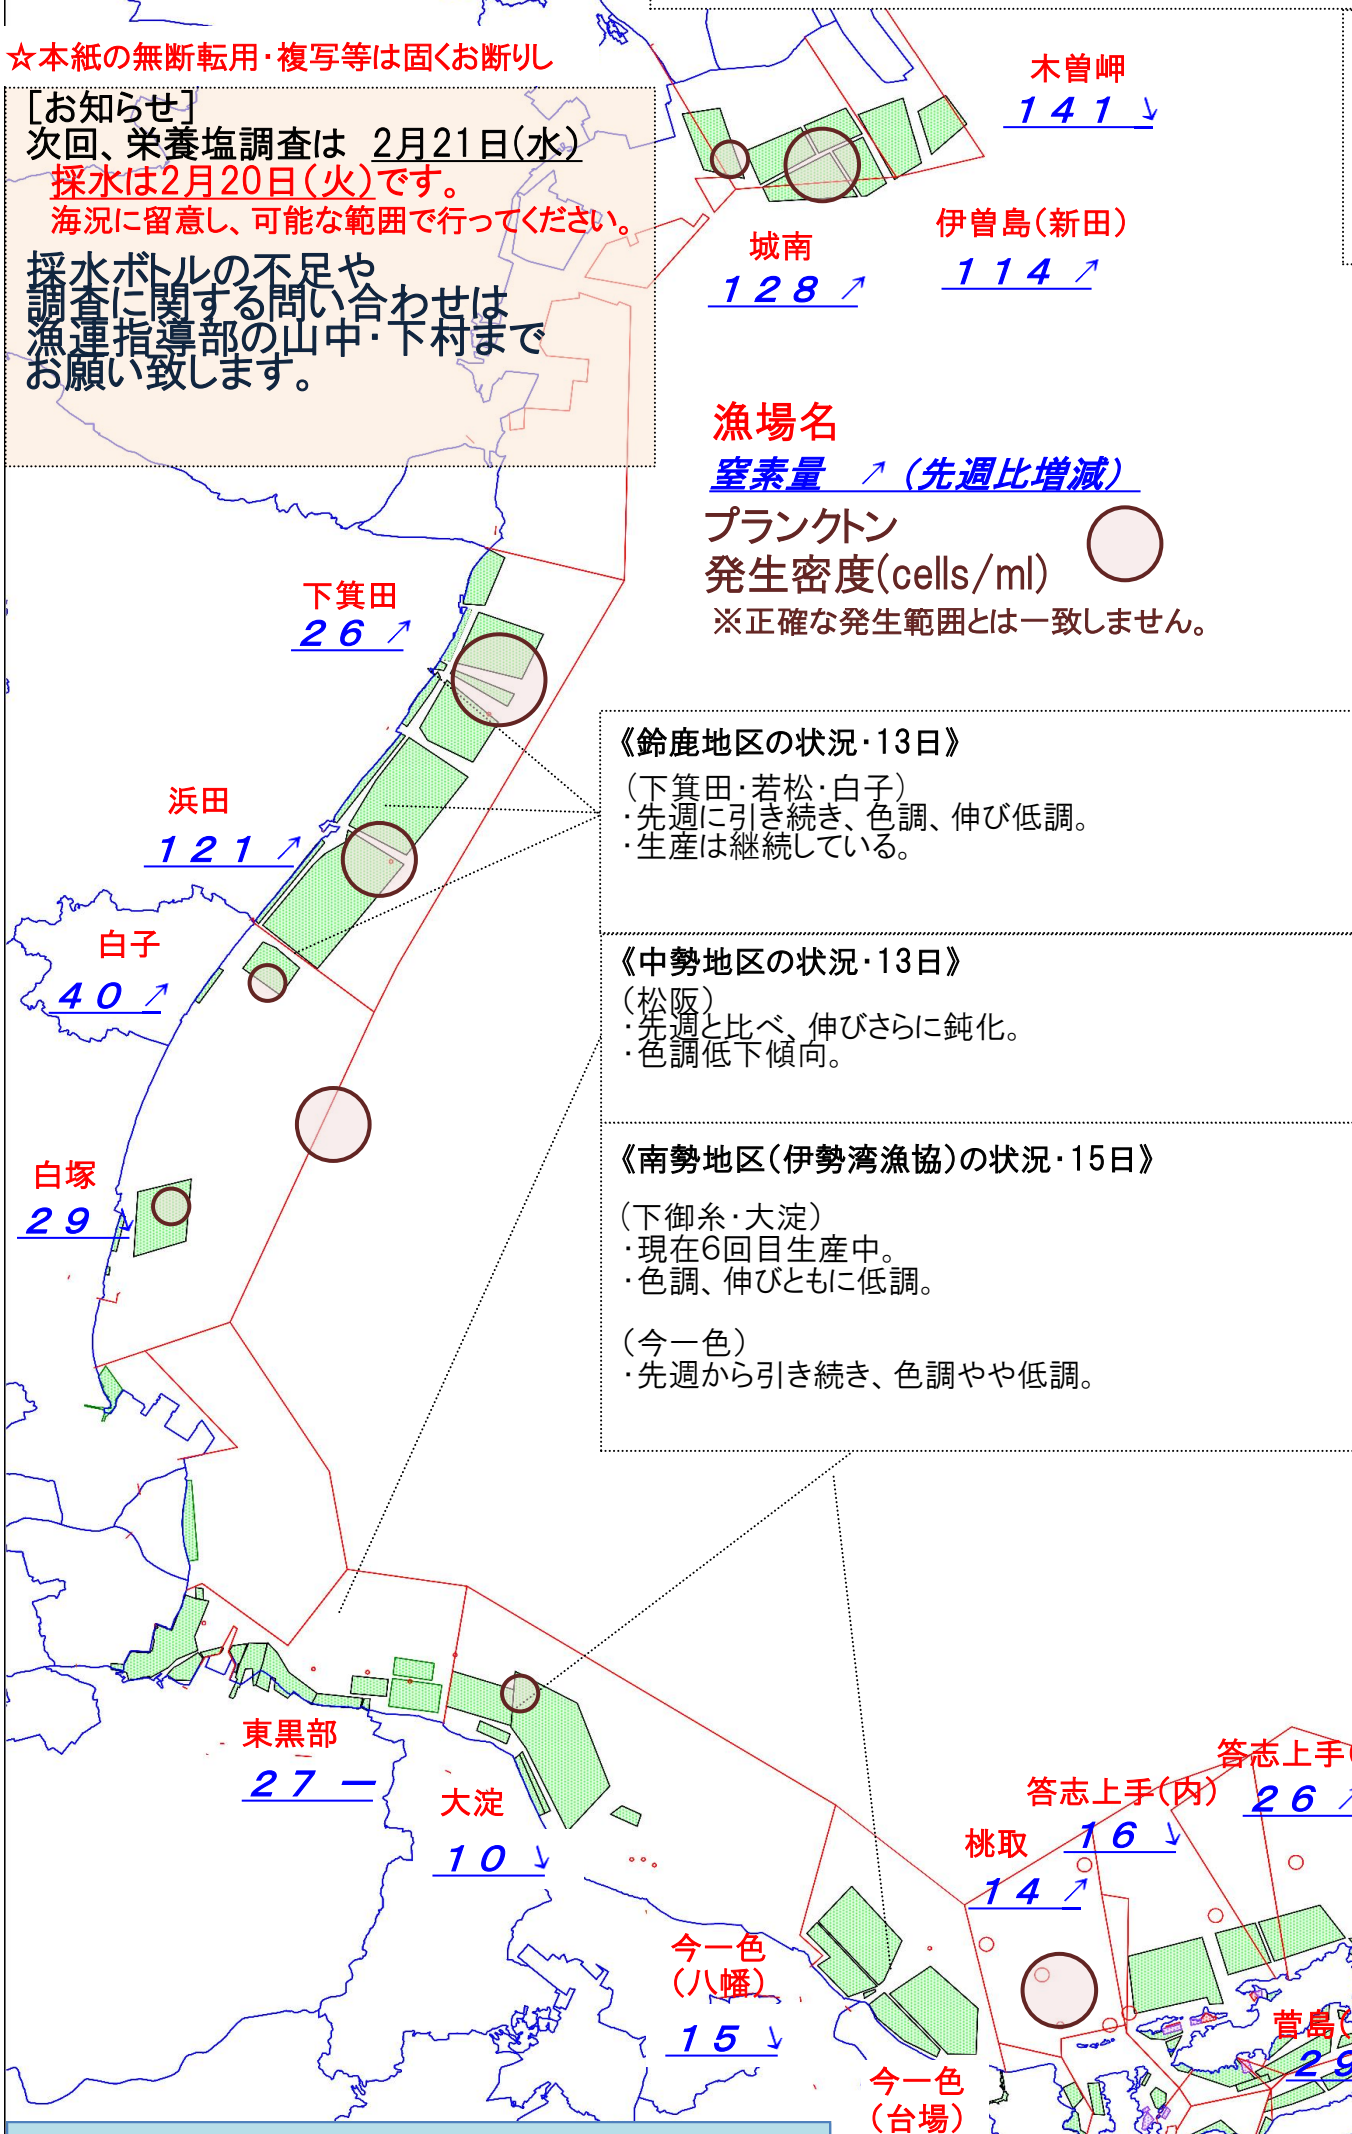 ☆本紙の無断転用・複写等は固くお断りし
[お知らせ]
次回、栄養塩調査は 2月21日(水)
採水は2月20日(火)です。
海況に留意し、可能な範囲で行ってください。
採水ボトルの不足や
調査に関する問い合わせは
漁連指導部の山中・下村まで
お願い致します。
木曽岬
141 ↘
伊曽島(新田)
114 ↗
城南
128 ↗
漁場名
窒素量 ↗ (先週比増減)
プランクトン
発生密度(cells/ml)
※正確な発生範囲とは一致しません。
下箕田
26 ↗
浜田
121 ↗
白子
40 ↗
白塚
29 ↘
《鈴鹿地区の状況・13日》
(下箕田・若松・白子)
・先週に引き続き、色調、伸び低調。
・生産は継続している。
《中勢地区の状況・13日》
(松阪)
・先週と比べ、伸びさらに鈍化。
・色調低下傾向。
《南勢地区(伊勢湾漁協)の状況・15日》
(下御糸・大淀)
・現在6回目生産中。
・色調、伸びともに低調。
(今一色)
・先週から引き続き、色調やや低調。
東黒部
27 ー
大淀
10 ↘
今一色
(八幡)
15 ↘
今一色
(台場)
桃取
14 ↗
答志上手(内)
16 ↘
答志上手(
26 ↗
菅島(
29